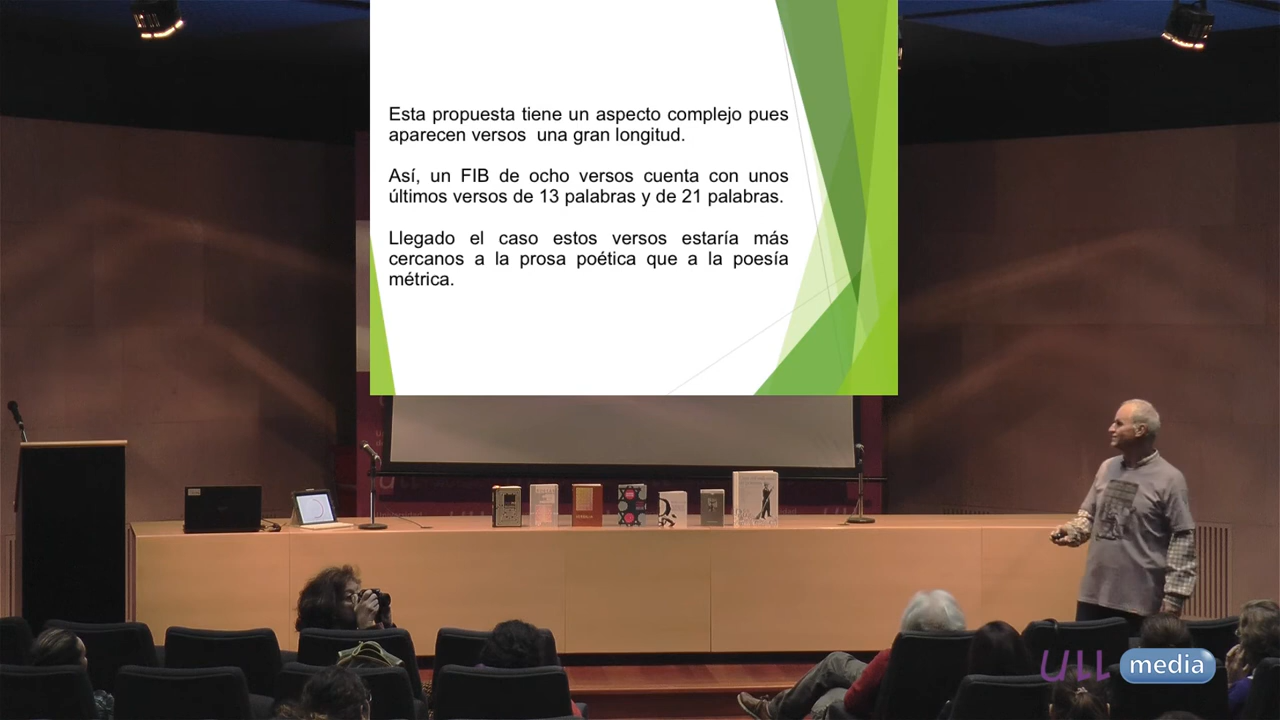 Esta propuesta tiene un aspecto complejo pues
aparecen versos una gran longitud.
Así, un FIB de ocho versos cuenta con unos
últimos versos de 13 palabras y de 21 palabras.
Llegado el caso estos versos estaría más
cercanos a la prosa poética que a la poesía
métrica.
ULL media